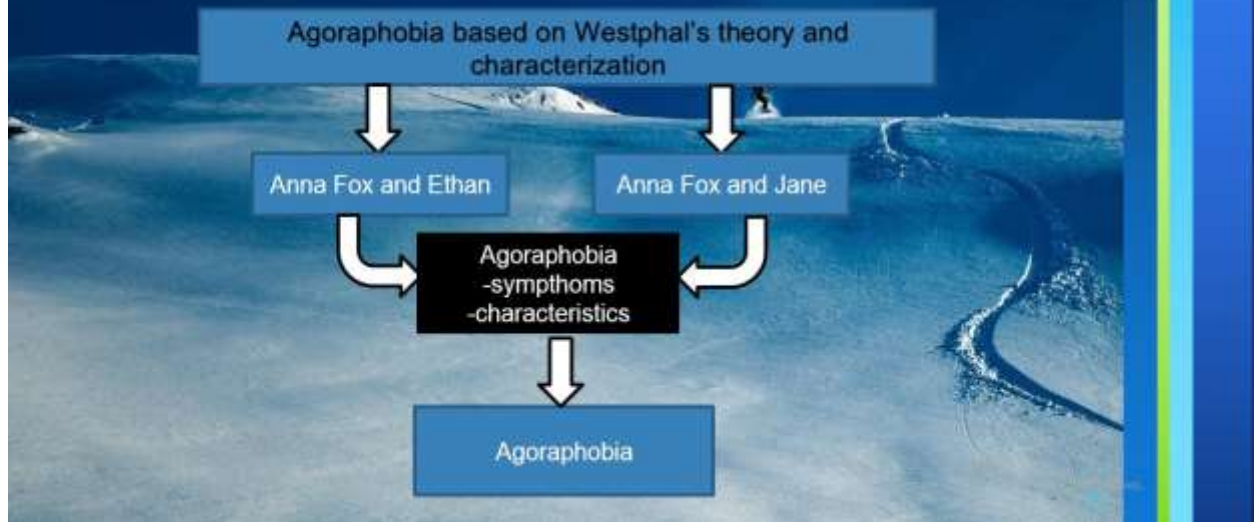 Agoraphobia based on Westphal's theory and
characterization
Anna Fox and Ethan
Anna Fox and Jane
Agoraphobia
-sympthoms
-characteristics
Agoraphobia